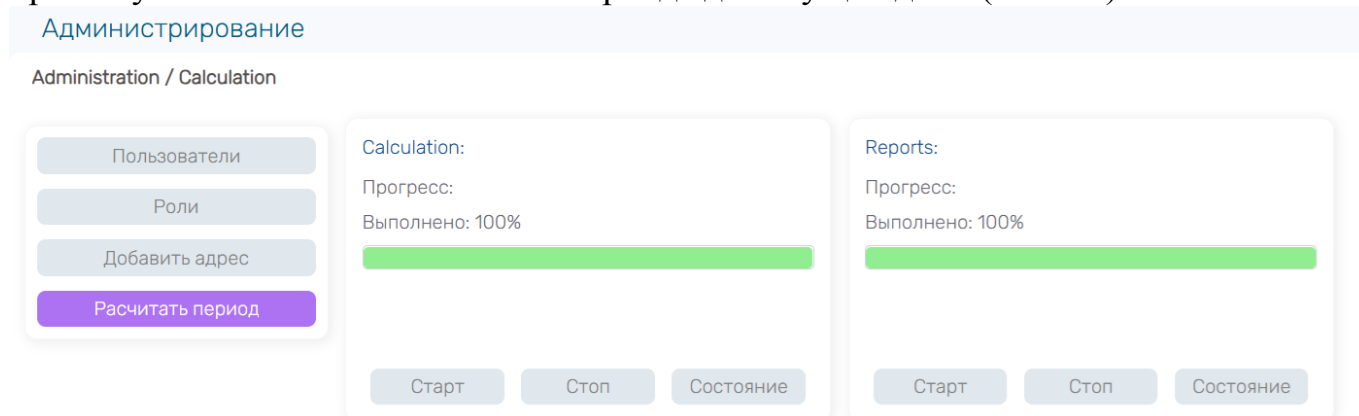 Администрирование
Administration / Calculation
Пользователи
Роли
Добавить адрес
Расчитать период
Calculation:
Прогресс:
Выполнено: 100%
Старт Стоп Состояние
Reports:
Прогресс:
Выполнено: 100%
Старт Стоп Состояние